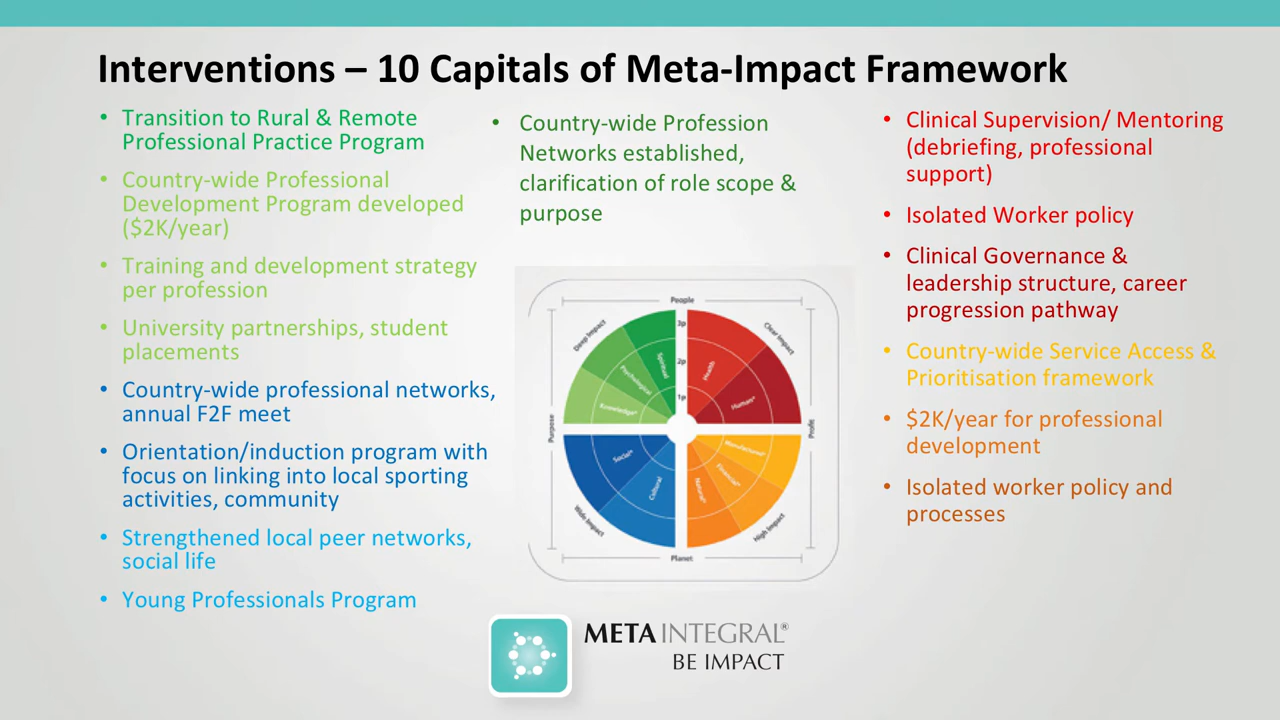 Interventions – 10 Capitals of Meta-Impact Framework
• Transition to Rural & Remote
Professional Practice Program
• Country-wide Professional
Development Program developed
($2K/year)
• Training and development strategy
per profession
• University partnerships, student
placements
• Country-wide professional networks,
annual F2F meet
• Orientation/induction program with
focus on linking into local sporting
activities, community
• Strengthened local peer networks,
social life
• Young Professionals Program
• Country-wide Profession
Networks established,
clarification of role scope &
purpose
People
Deep Impact
Clear Impact
3p
2p
1p
Spiritual
Psychological
Knowledge*
Health
Human*
Purpose
Profit
Social*
Cultural
Manufactured*
Financial*
Natural*
Wide Impact
High Impact
Planet
METAINTEGRAL®
BE IMPACT
• Clinical Supervision/ Mentoring
(debriefing, professional
support)
• Isolated Worker policy
• Clinical Governance &
leadership structure, career
progression pathway
• Country-wide Service Access &
Prioritisation framework
• $2K/year for professional
development
• Isolated worker policy and
processes